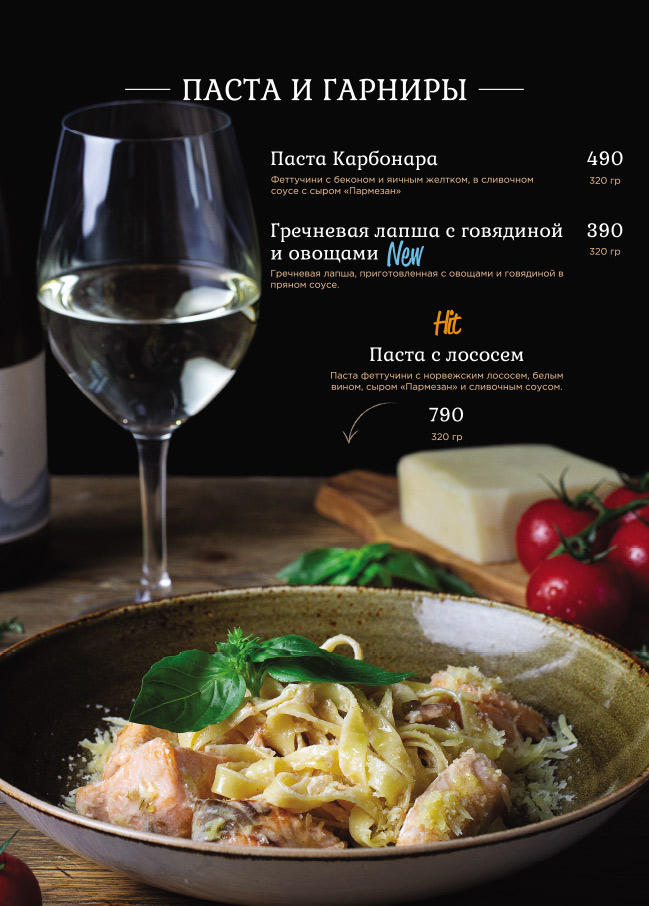 ПАСТА И ГАРНИРЫ
Паста Карбонара 490
Феттучини с беконом и яичным желтком, в сливочном 320 гр
соусе с сыром «Пармезан»
Гречневая лапша с говядиной 390
и овощами New 320 гр
Гречневая лапша, приготовленная с овощами и говядиной в
пряном соусе.
Hit
Паста с лососем
Паста феттучини с норвежским лососем, белым
вином, сыром «Пармезан» и сливочным соусом.
790
320 гр